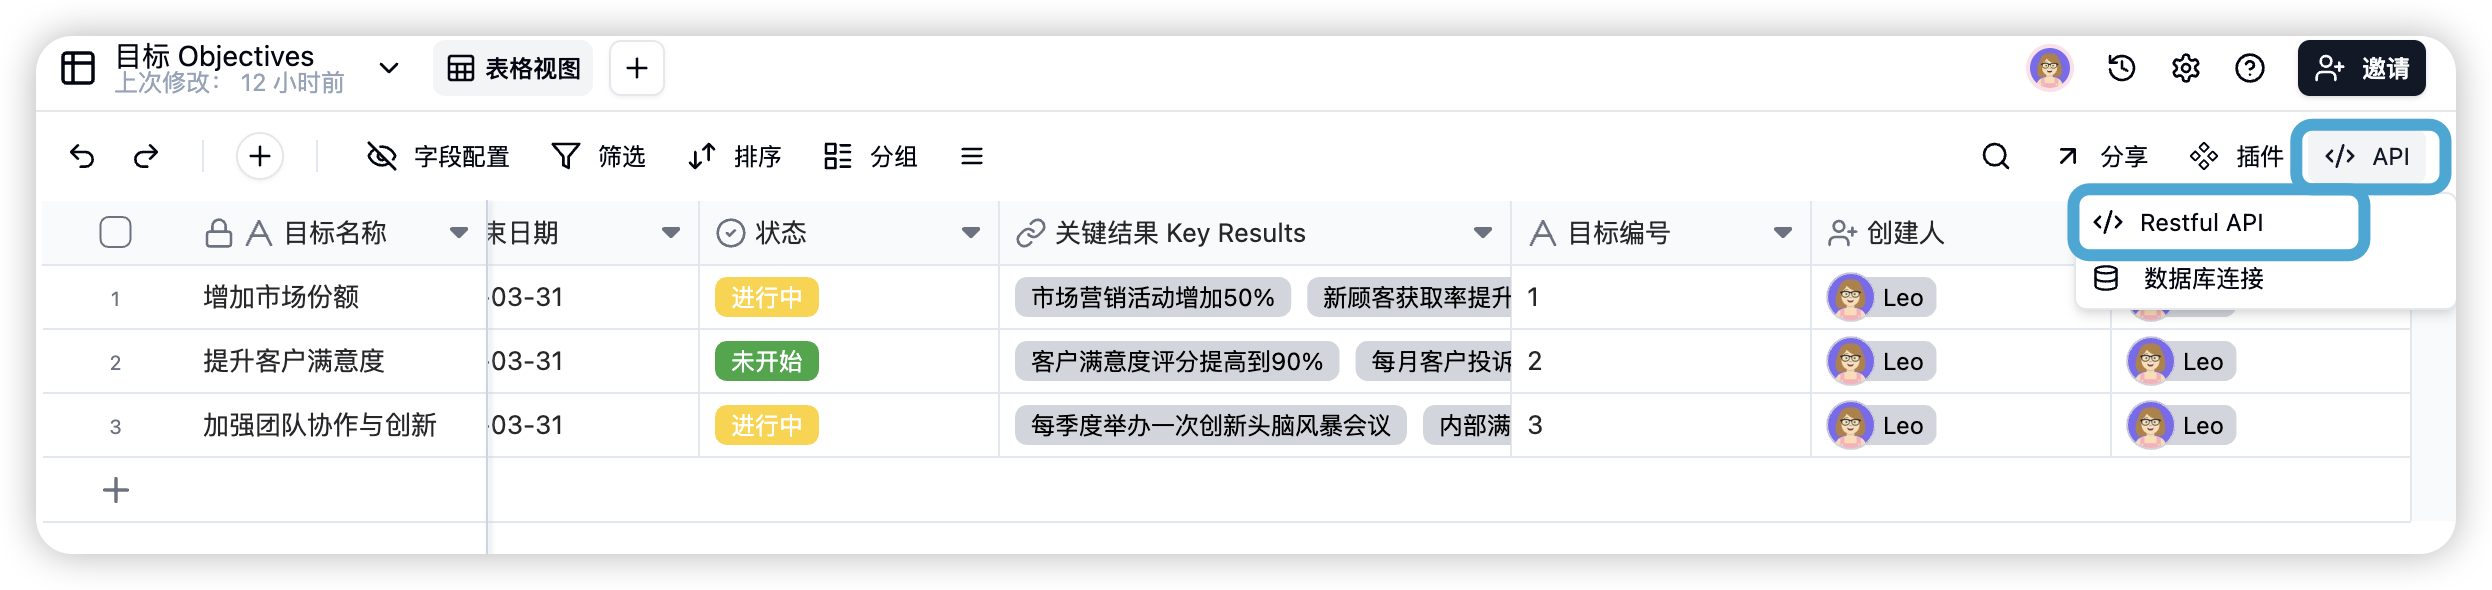 目标 Objectives
上次修改： 12 小时前
表格视图
邀请
字段配置
筛选
排序
分组
分享
插件
API
Restful API
数据库连接
目标名称
束日期
状态
关键结果 Key Results
目标编号
创建人
1 增加市场份额 -03-31 进行中 市场营销活动增加50% 新顾客获取率提升 1 Leo
2 提升客户满意度 -03-31 未开始 客户满意度评分提高到90% 每月客户投诉 2 Leo Leo
3 加强团队协作与创新 -03-31 进行中 每季度举办一次创新头脑风暴会议 内部满 3 Leo Leo